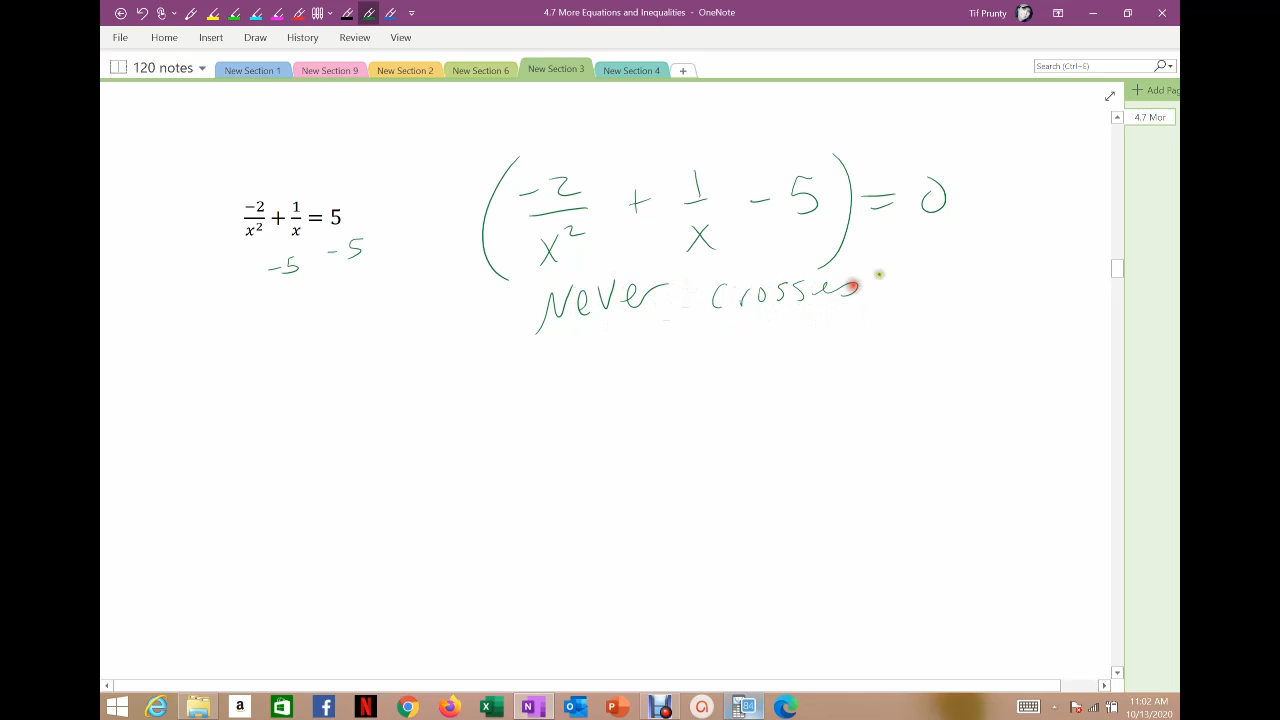 4.7 More Equations and Inequalities - OneNote
Tif Prunty
File Home Insert Draw History Review View
120 notes
New Section 1 New Section 9 New Section 2 New Section 6 New Section 3 New Section 4
Search (Ctrl+E)
Add Pag
4.7 Mor
-2/x² + 1/x = 5
-5 -5
(-2/x² + 1/x - 5) = 0
Never crosses
84
11:02 AM
10/13/2020